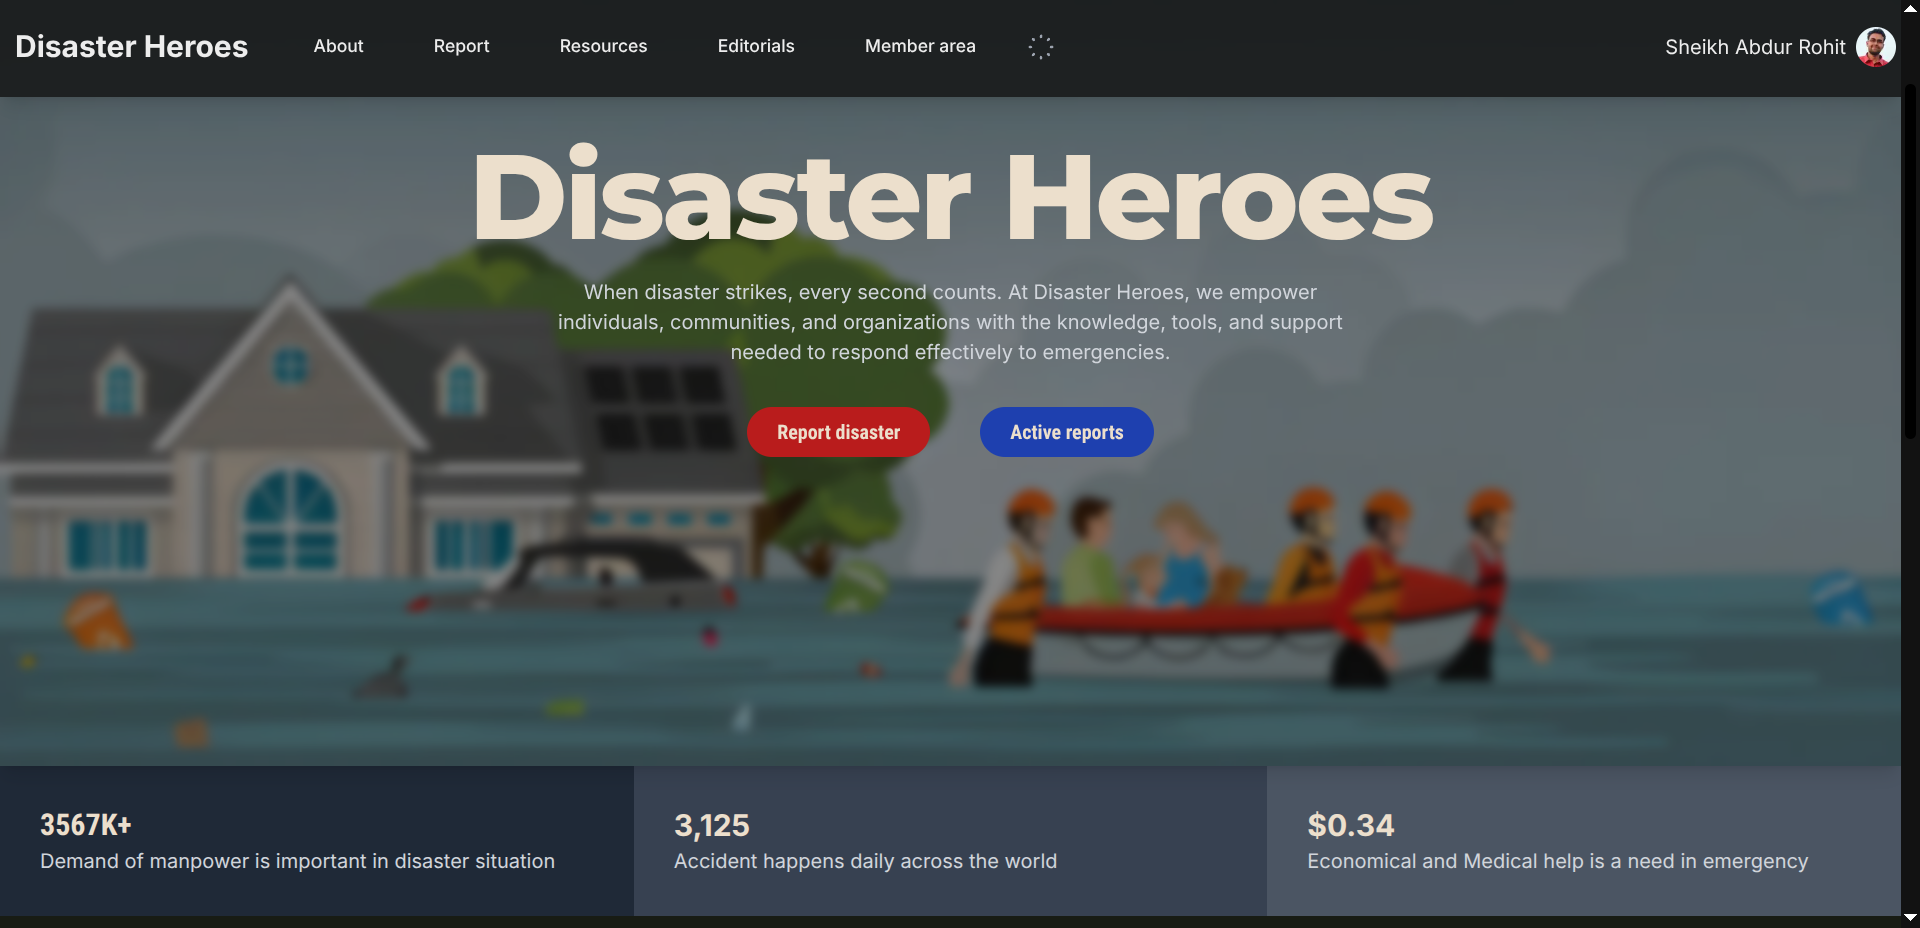 Disaster Heroes
About
Report
Resources
Editorials
Member area
Sheikh Abdur Rohit
Disaster Heroes
When disaster strikes, every second counts. At Disaster Heroes, we empower
individuals, communities, and organizations with the knowledge, tools, and support
needed to respond effectively to emergencies.
Report disaster
Active reports
3567K+
Demand of manpower is important in disaster situation
3,125
Accident happens daily across the world
$0.34
Economical and Medical help is a need in emergency